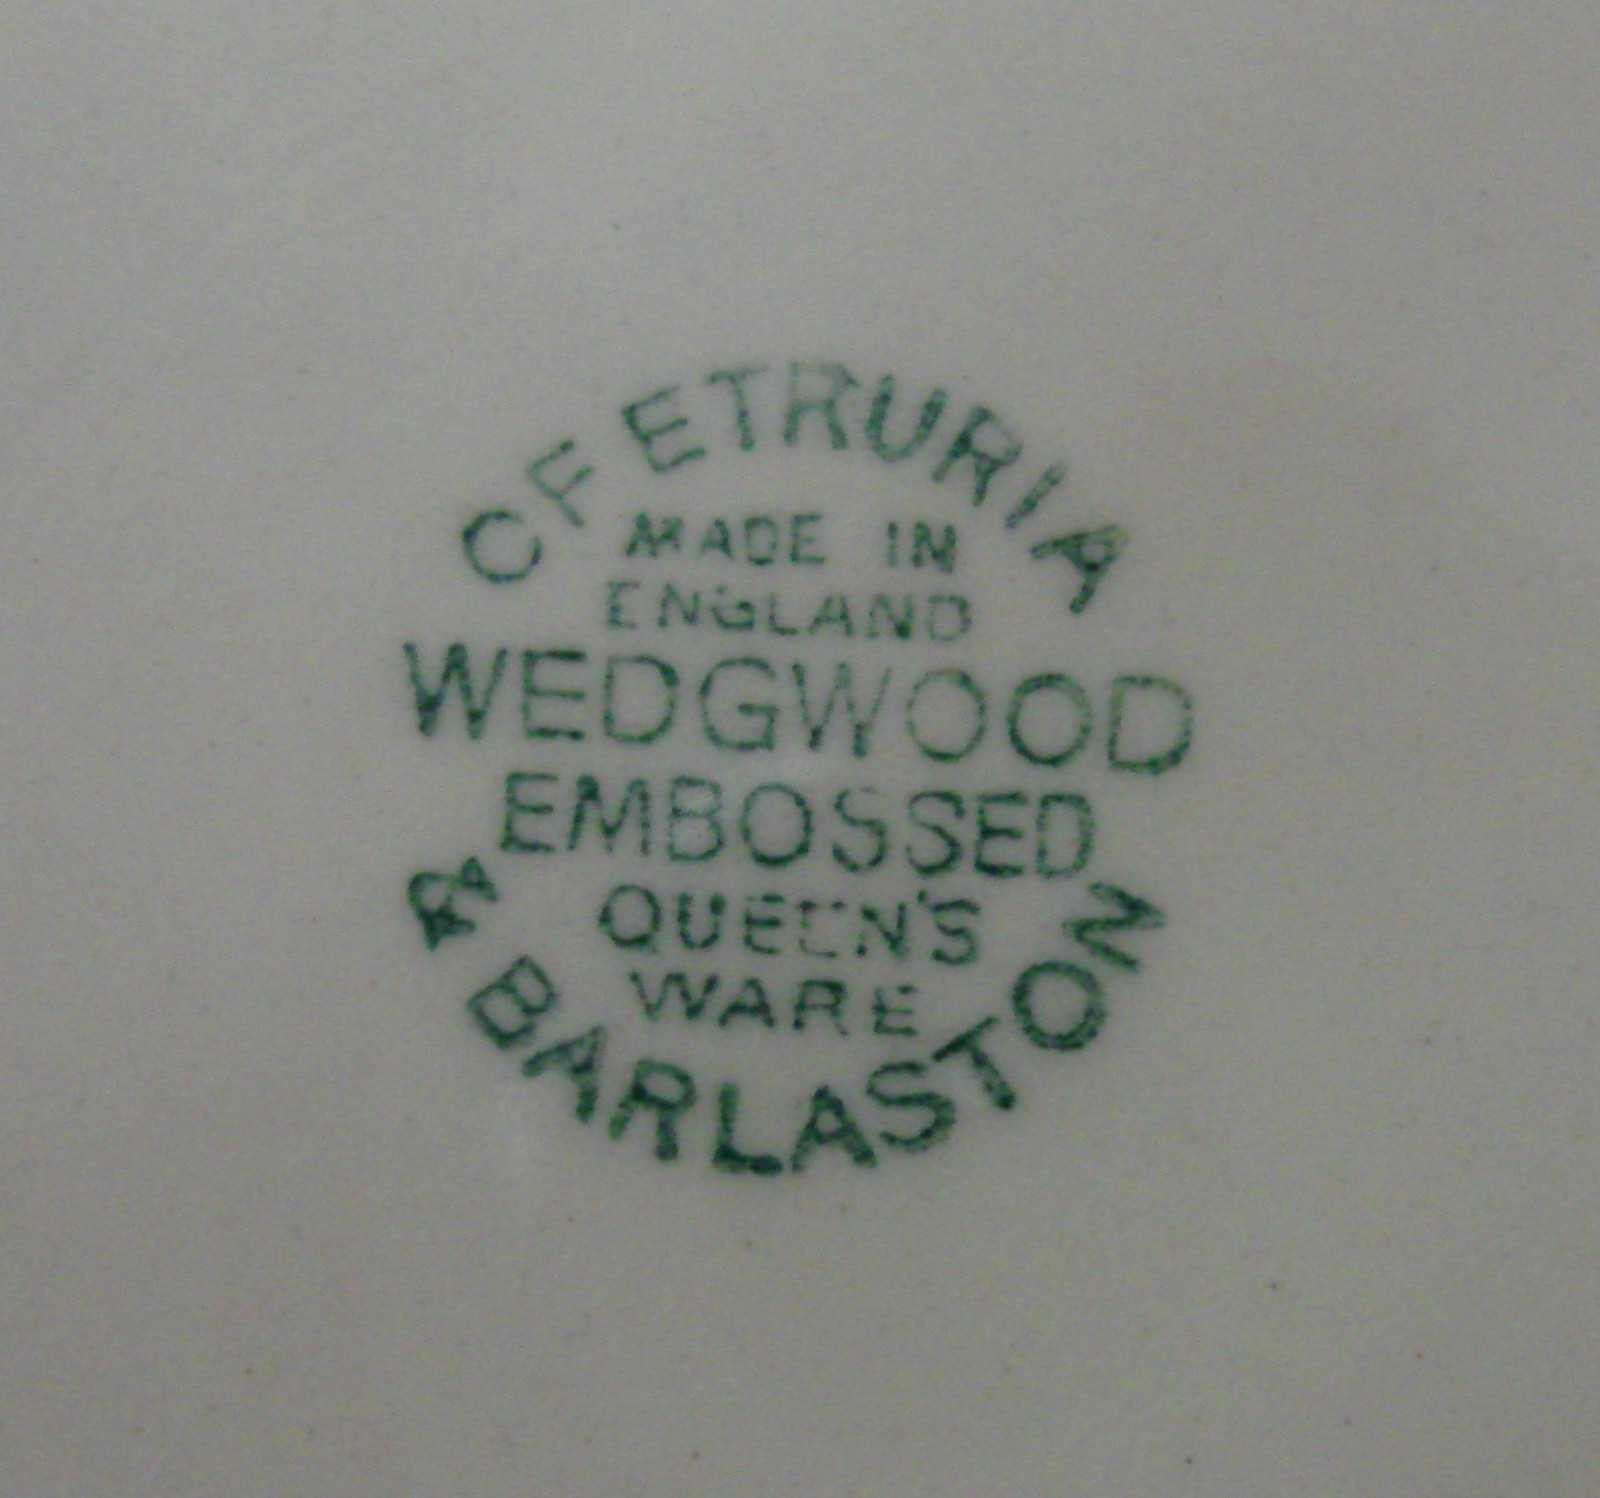 OF ETRURIA
MADE IN
ENGLAND
WEDGWOOD
EMBOSSED
QUEEN'S
WARE
& BARLASTON